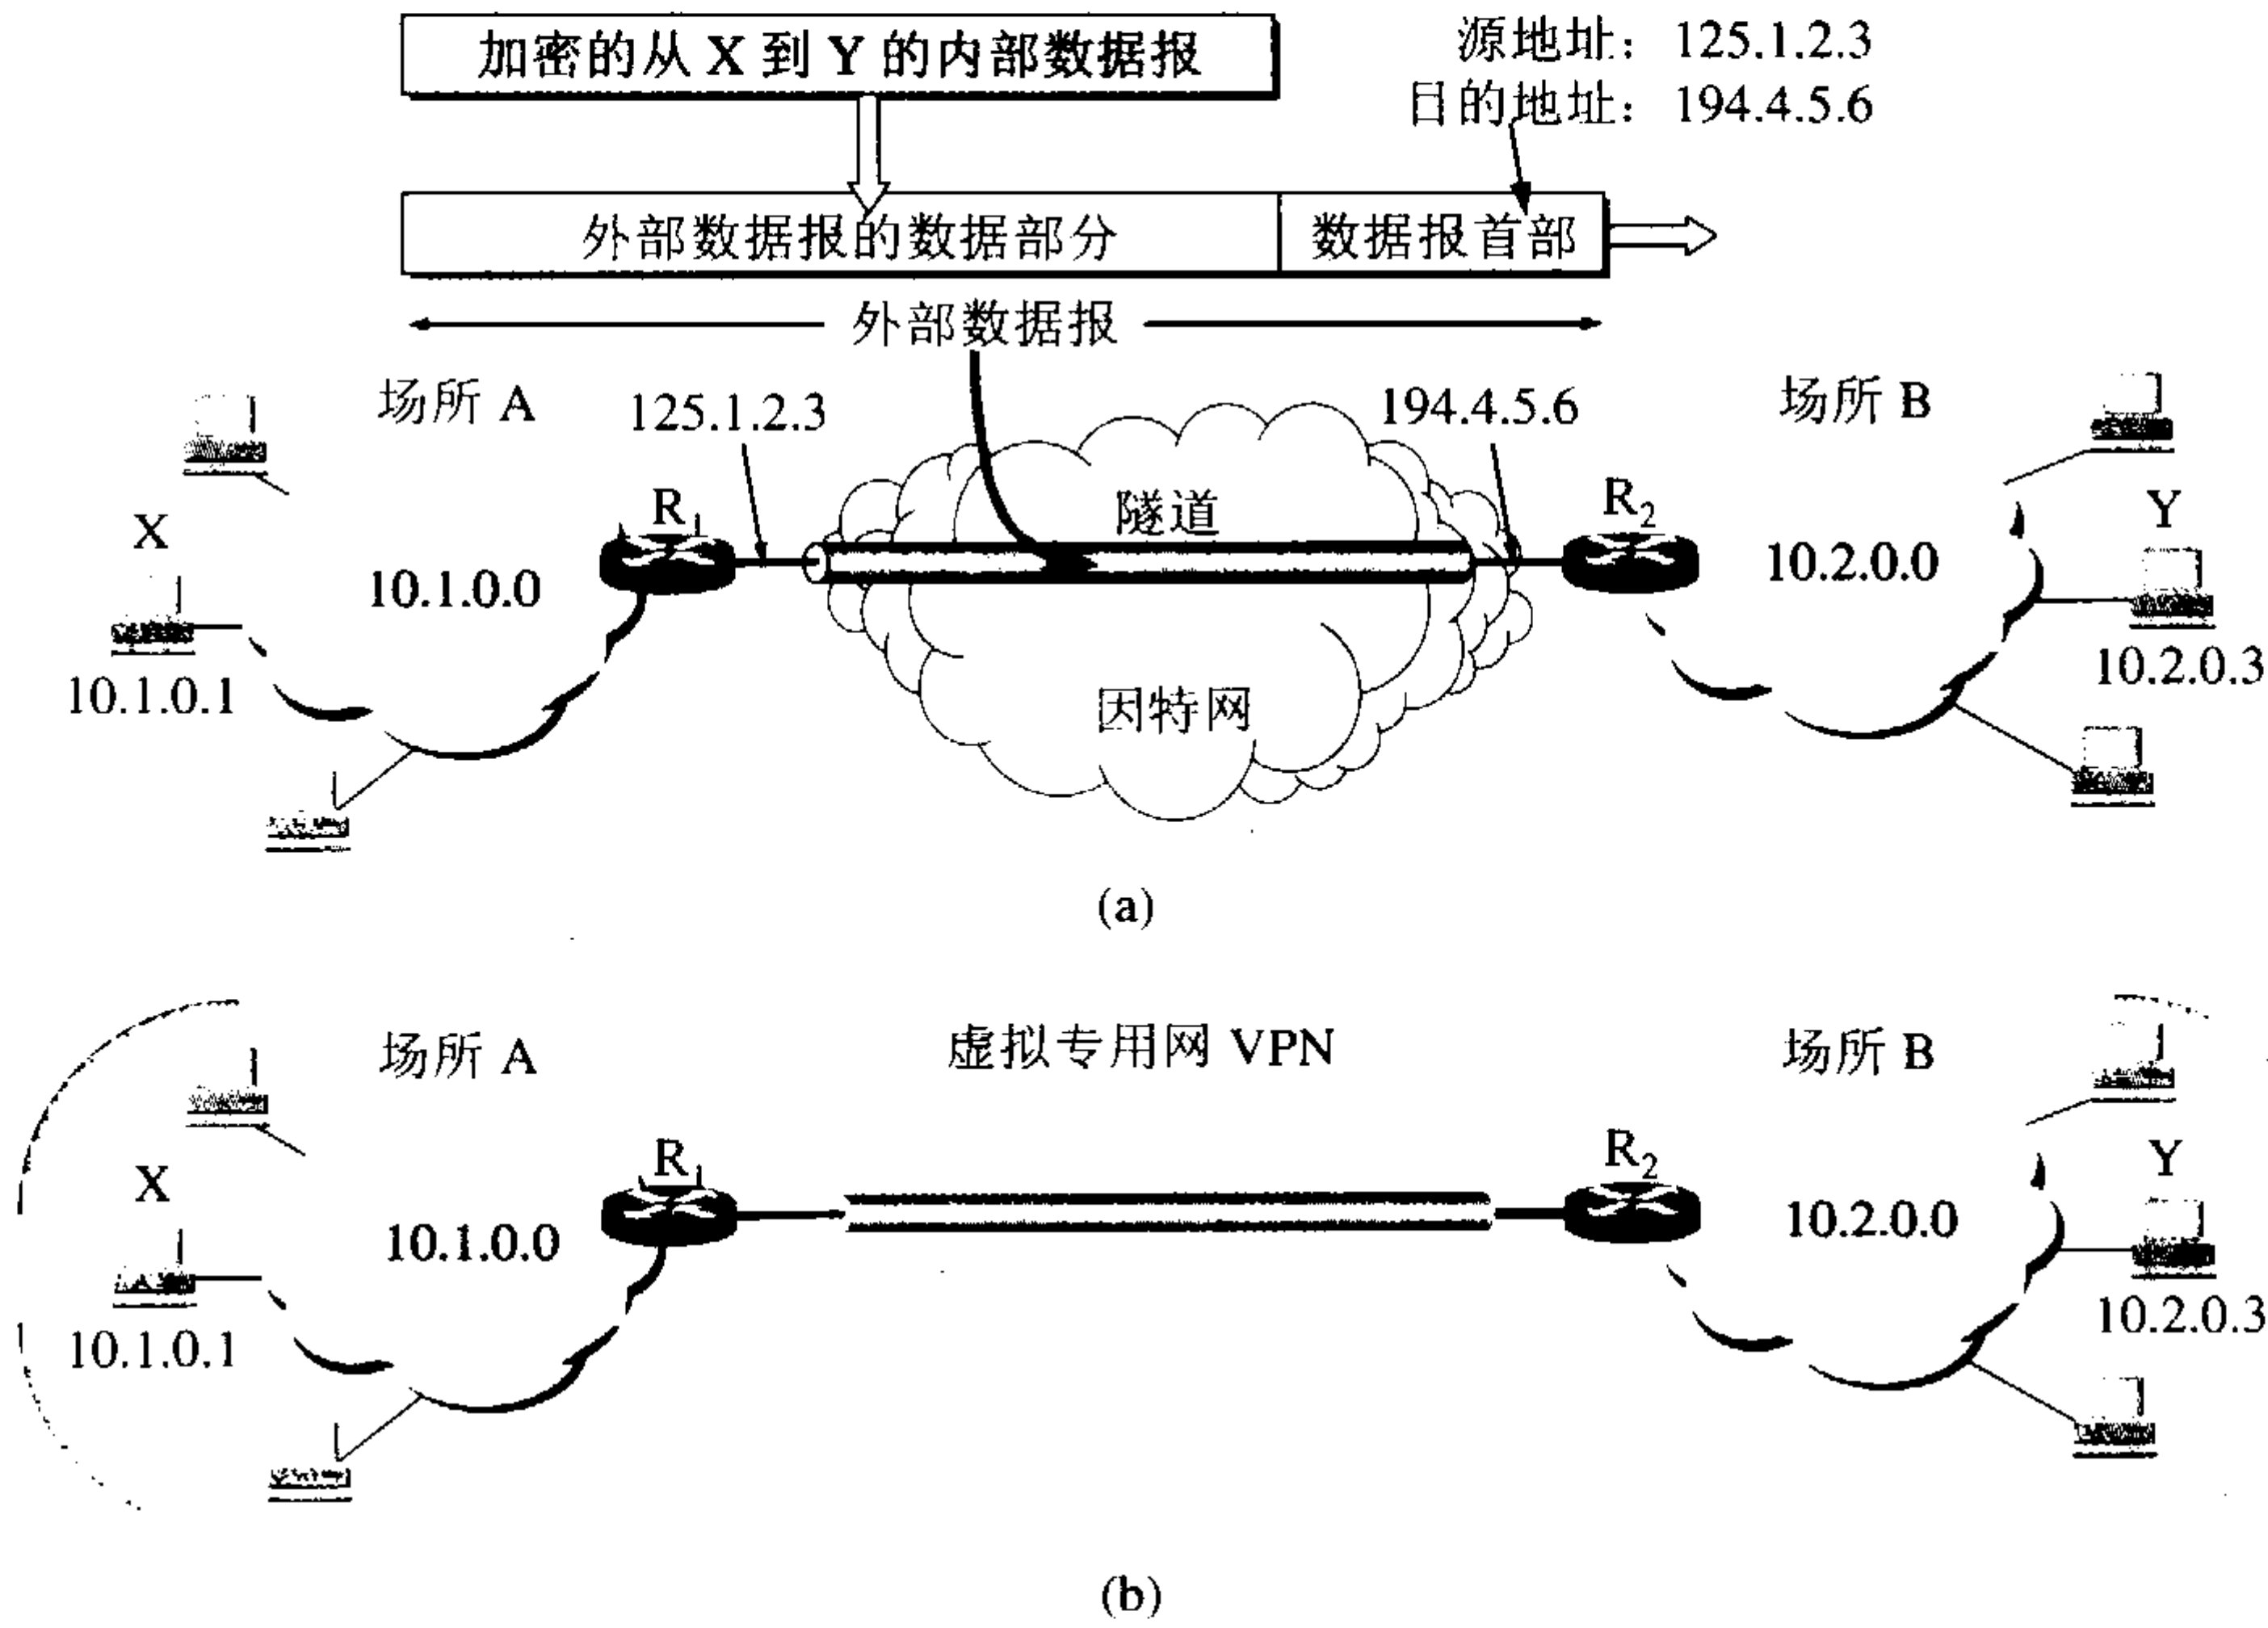 加密的从 X 到 Y 的内部数据报
源地址：125.1.2.3
目的地址：194.4.5.6
外部数据报的数据部分
数据报首部
外部数据报
场所 A
125.1.2.3
194.4.5.6
场所 B
X
R1
隧道
R2
Y
10.1.0.0
10.2.0.0
10.1.0.1
10.2.0.3
因特网
(a)
场所 A
虚拟专用网 VPN
场所 B
X
R1
R2
Y
10.1.0.0
10.2.0.0
10.1.0.1
10.2.0.3
(b)